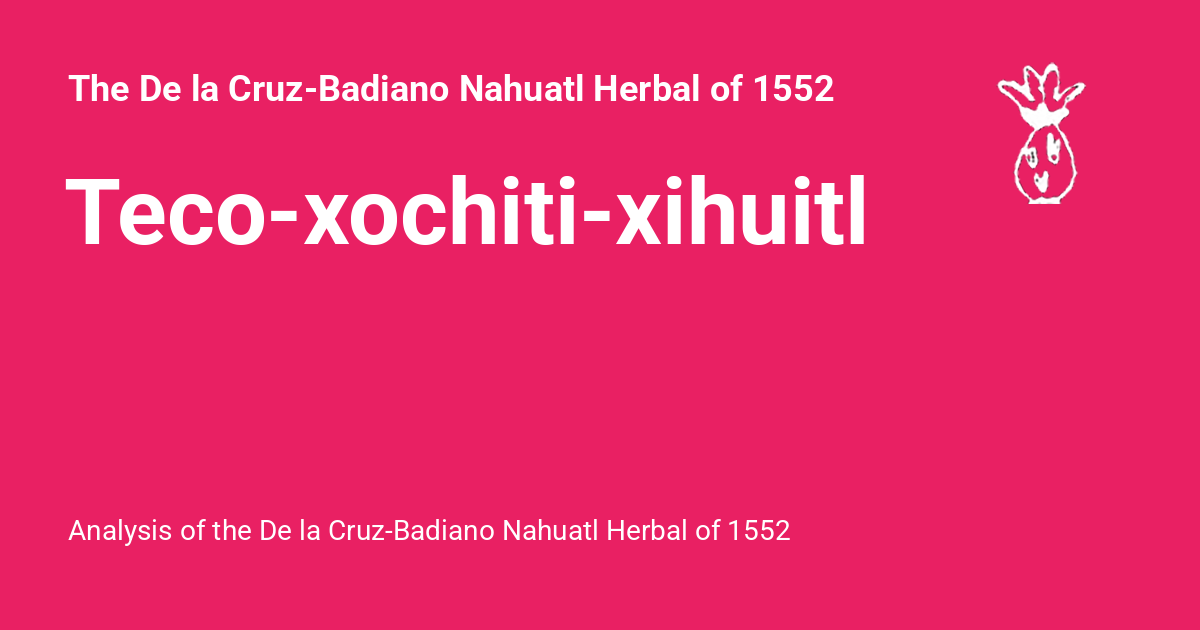 The De la Cruz-Badiano Nahuatl Herbal of 1552
Teco-xochiti-xihuitl
Analysis of the De la Cruz-Badiano Nahuatl Herbal of 1552